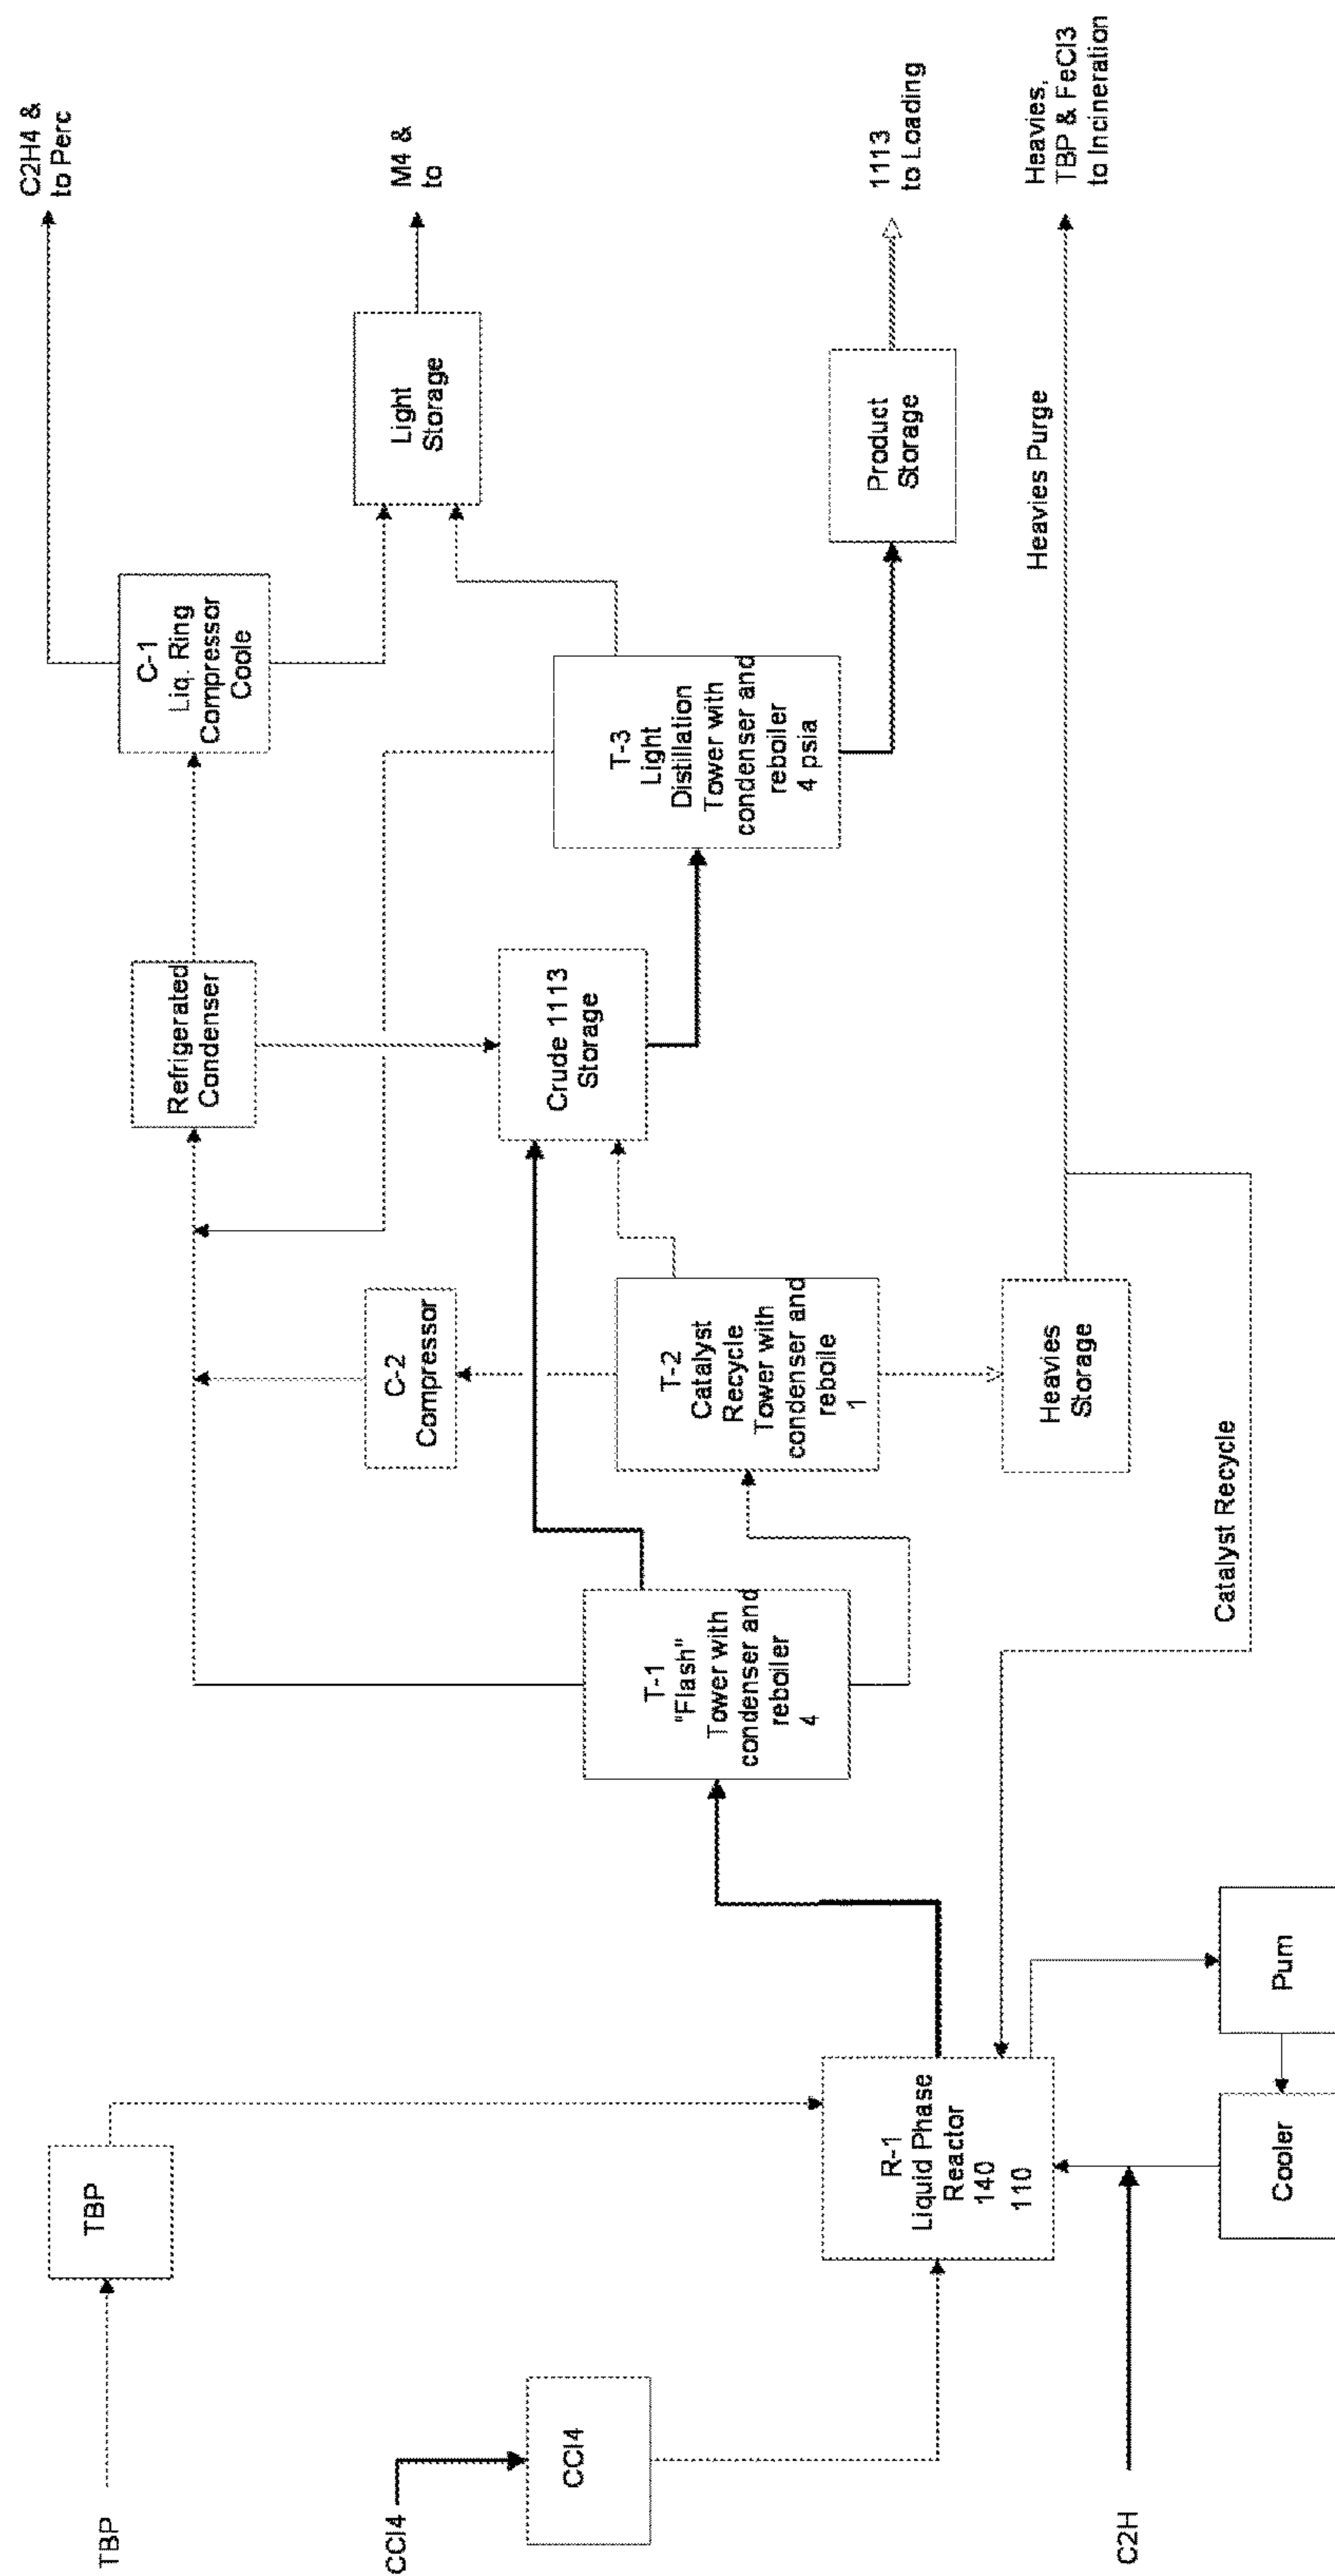 TBP
TBP
CCl4
CCl4
C2H
R-1
Liquid Phase
Reactor
140
110
Cooler
Pum
T-1
"Flash"
Tower with
condenser and
reboiler
4
C-2
Compressor
T-2
Catalyst
Recycle
Tower with
condenser and
reboile
1
Heavies
Storage
Catalyst Recycle
Refrigerated
Condenser
Crude 1113
Storage
C-1
Liq. Ring
Compressor
Coole
T-3
Light
Distillation
Tower with
condenser and
reboiler
4 psia
Light
Storage
Product
Storage
Heavies Purge
C2H4 &
to Perc
M4 &
to
1113
to Loading
Heavies,
TBP & FeCl3
to Incineration